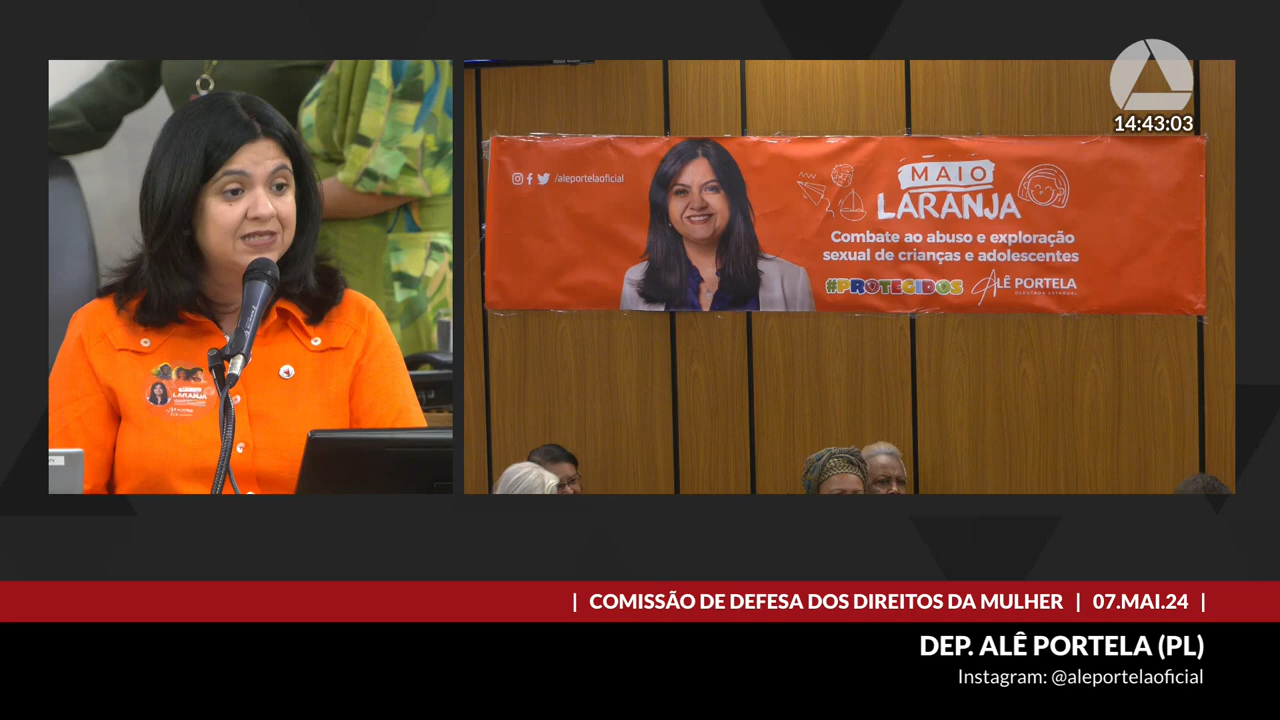 14:43:03
/aleportelaoficial
MAIO
LARANJA
Combate ao abuso e exploração
sexual de crianças e adolescentes
#PROTEGIDOS
ALÊ PORTELA
DEPUTADA ESTADUAL
LARANJA
| COMISSÃO DE DEFESA DOS DIREITOS DA MULHER | 07.MAI.24 |
DEP. ALÊ PORTELA (PL)
Instagram: @aleportelaoficial